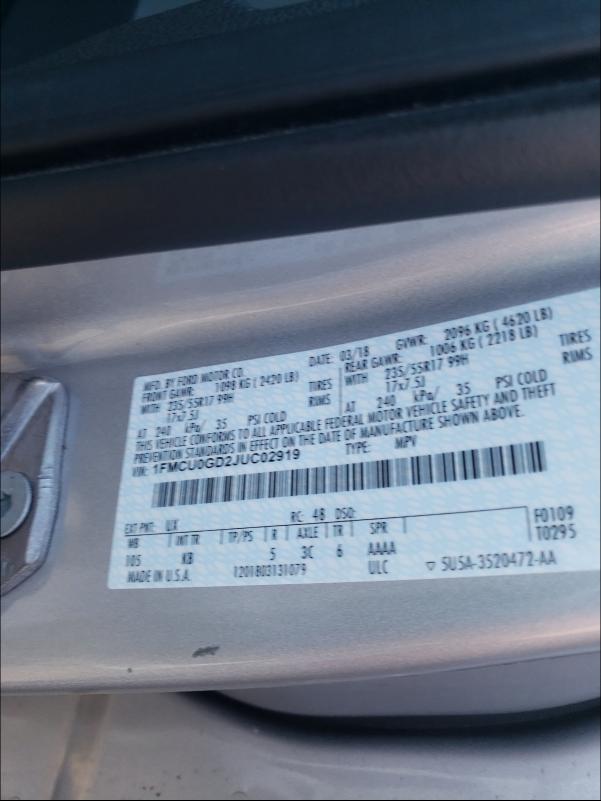 MFD. BY FORD MOTOR CO. DATE: 03/18 GVWR: 2096 KG ( 4620 LB)
FRONT GAWR: 1098 KG ( 2420 LB) REAR GAWR: 1006 KG ( 2218 LB)
WITH 235/55R17 99H TIRES WITH 235/55R17 99H TIRES
17x7.5J RIMS 17x7.5J RIMS
AT 240 kPa/ 35 PSI COLD AT 240 kPa/ 35 PSI COLD
THIS VEHICLE CONFORMS TO ALL APPLICABLE FEDERAL MOTOR VEHICLE SAFETY AND THEFT
PREVENTION STANDARDS IN EFFECT ON THE DATE OF MANUFACTURE SHOWN ABOVE.
VIN: 1FMCU0GD2JUC02919 TYPE: MPV
EXT PNT: UX RC: 48 DSO: F0109
WB INT TR TP/PS R AXLE TR SPR T0295
105 KB 5 3C 6 AAAA
MADE IN U.S.A. 1201803131079 ULC ▽ 5U5A-3520472-AA